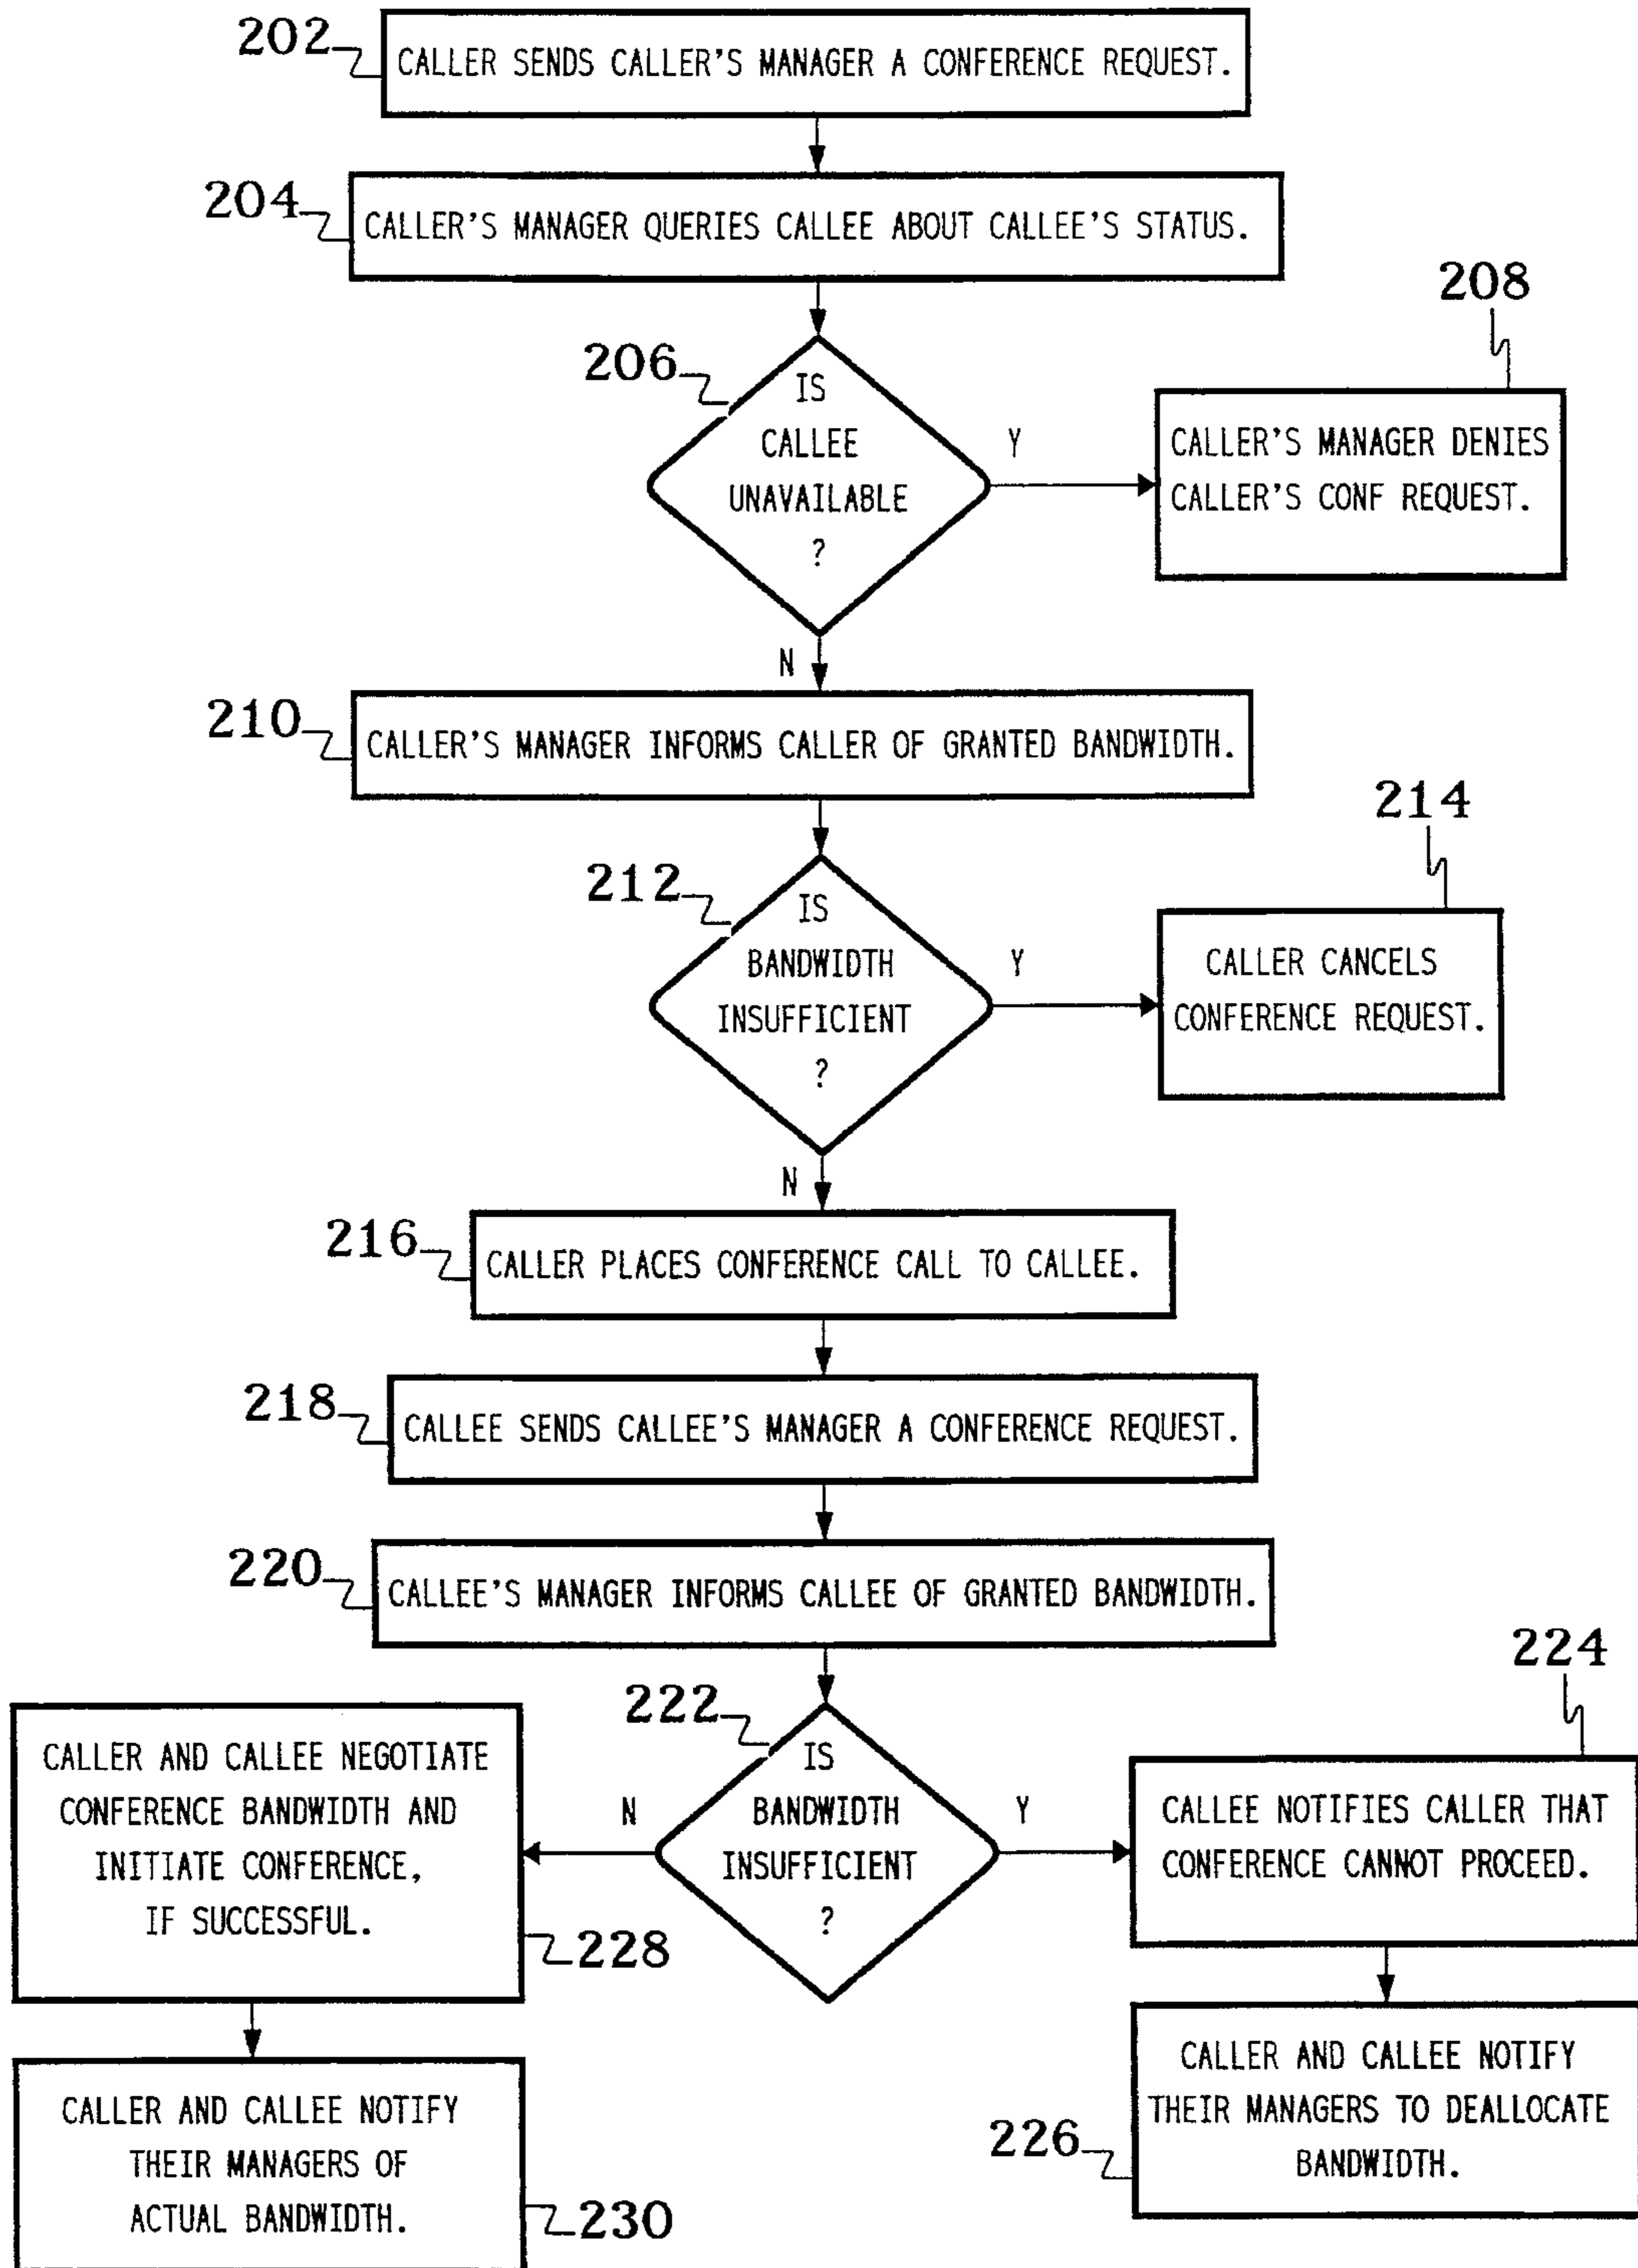 202
CALLER SENDS CALLER'S MANAGER A CONFERENCE REQUEST.
204
CALLER'S MANAGER QUERIES CALLEE ABOUT CALLEE'S STATUS.
206
IS
CALLEE
UNAVAILABLE
?
Y
208
CALLER'S MANAGER DENIES
CALLER'S CONF REQUEST.
N
210
CALLER'S MANAGER INFORMS CALLER OF GRANTED BANDWIDTH.
212
IS
BANDWIDTH
INSUFFICIENT
?
Y
214
CALLER CANCELS
CONFERENCE REQUEST.
N
216
CALLER PLACES CONFERENCE CALL TO CALLEE.
218
CALLEE SENDS CALLEE'S MANAGER A CONFERENCE REQUEST.
220
CALLEE'S MANAGER INFORMS CALLEE OF GRANTED BANDWIDTH.
222
IS
BANDWIDTH
INSUFFICIENT
?
Y
224
CALLEE NOTIFIES CALLER THAT
CONFERENCE CANNOT PROCEED.
226
CALLER AND CALLEE NOTIFY
THEIR MANAGERS TO DEALLOCATE
BANDWIDTH.
N
CALLER AND CALLEE NEGOTIATE
CONFERENCE BANDWIDTH AND
INITIATE CONFERENCE,
IF SUCCESSFUL.
228
CALLER AND CALLEE NOTIFY
THEIR MANAGERS OF
ACTUAL BANDWIDTH.
230